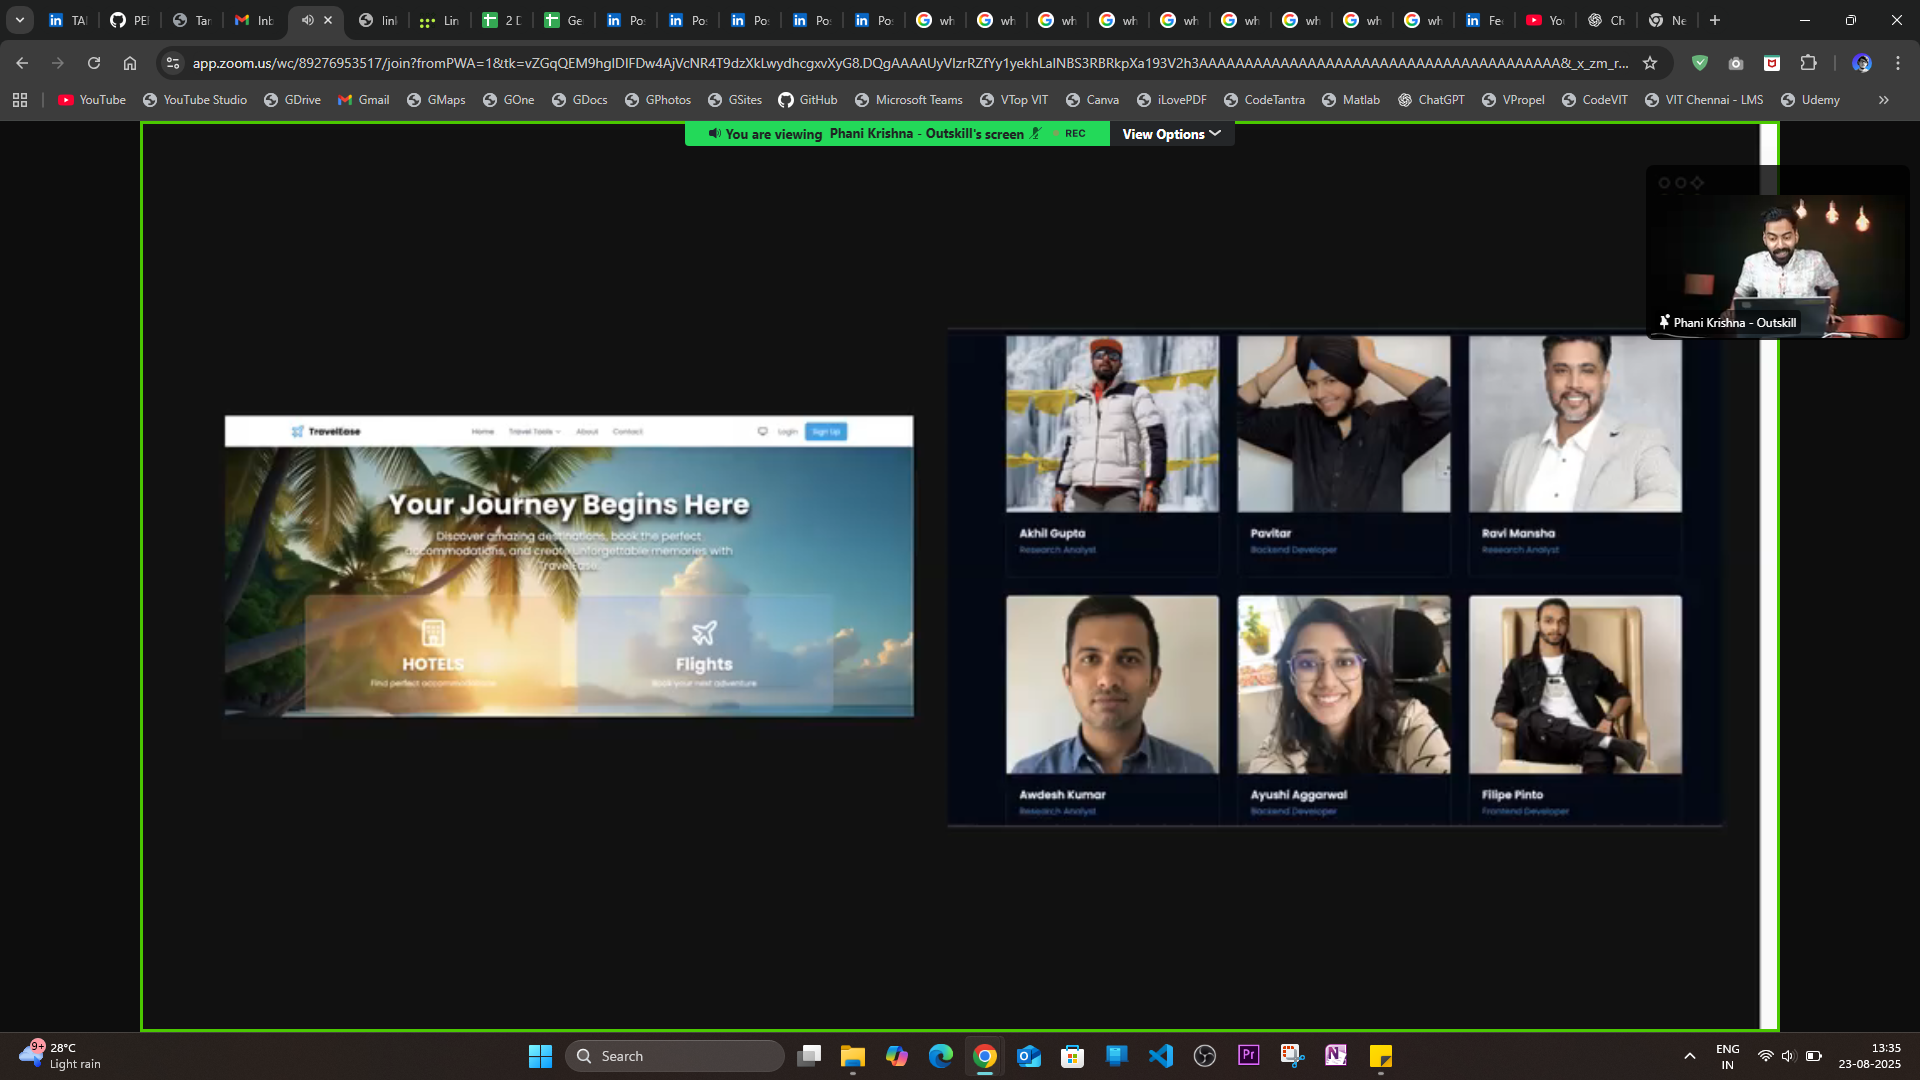 TA
PE
Tar
Inb
link
Lin
2 D
Ge
Po
Po
Po
Po
Po
wh
wh
wh
wh
wh
wh
wh
wh
wh
Fe
Yo
Ch
Ne
app.zoom.us/wc/89276953517/join?fromPWA=1&tk=vZGqQEM9hgIDIFDw4AjVcNR4T9dzXkLwydhcgxvXyG8.DQgAAAAUyVIzrRZfYy1yekhLalNBS3RBRkpXa193V2h3AAAAAAAAAAAAAAAAAAAAAAAAAAAAAAAAAAAAAAAA&_x_zm_r...
YouTube YouTube Studio GDrive Gmail GMaps GOne GDocs GPhotos GSites GitHub Microsoft Teams VTop VIT Canva iLovePDF CodeTantra Matlab ChatGPT VPropel CodeVIT VIT Chennai - LMS Udemy
You are viewing Phani Krishna - Outskill's screen REC View Options
Phani Krishna - Outskill
TravelEase Home Travel Tools About Contact Login Sign Up
Your Journey Begins Here
Discover amazing destinations, book the perfect
accommodations, and create unforgettable memories with
TravelEase.
HOTELS
Find perfect accommodations
Flights
Book your next adventure
Akhil Gupta
Research Analyst
Pavitar
Backend Developer
Ravi Mansha
Research Analyst
Awdesh Kumar
Research Analyst
Ayushi Aggarwal
Backend Developer
Filipe Pinto
Frontend Developer
9+
28°C
Light rain
Search
Pr
N
ENG
IN
13:35
23-08-2025